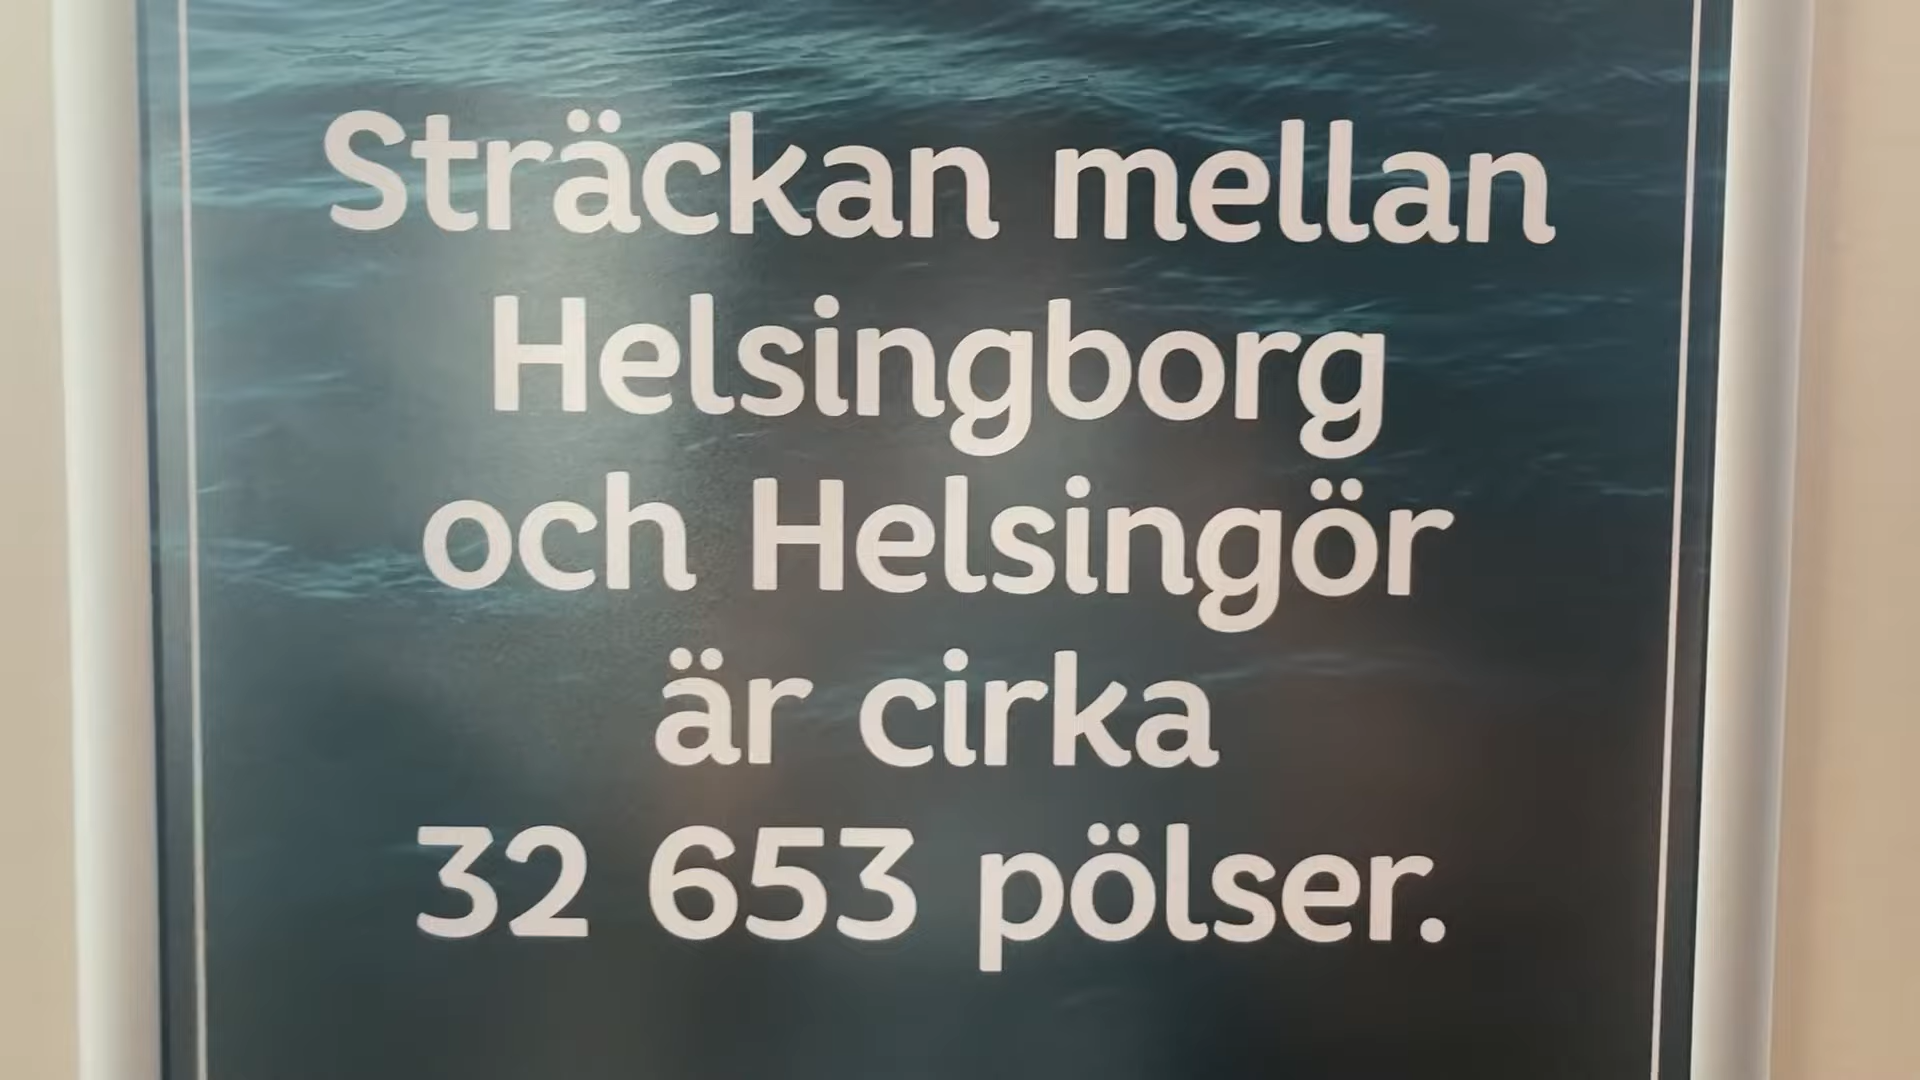 Sträckan mellan
Helsingborg
och Helsingör
är cirka
32 653 pölser.